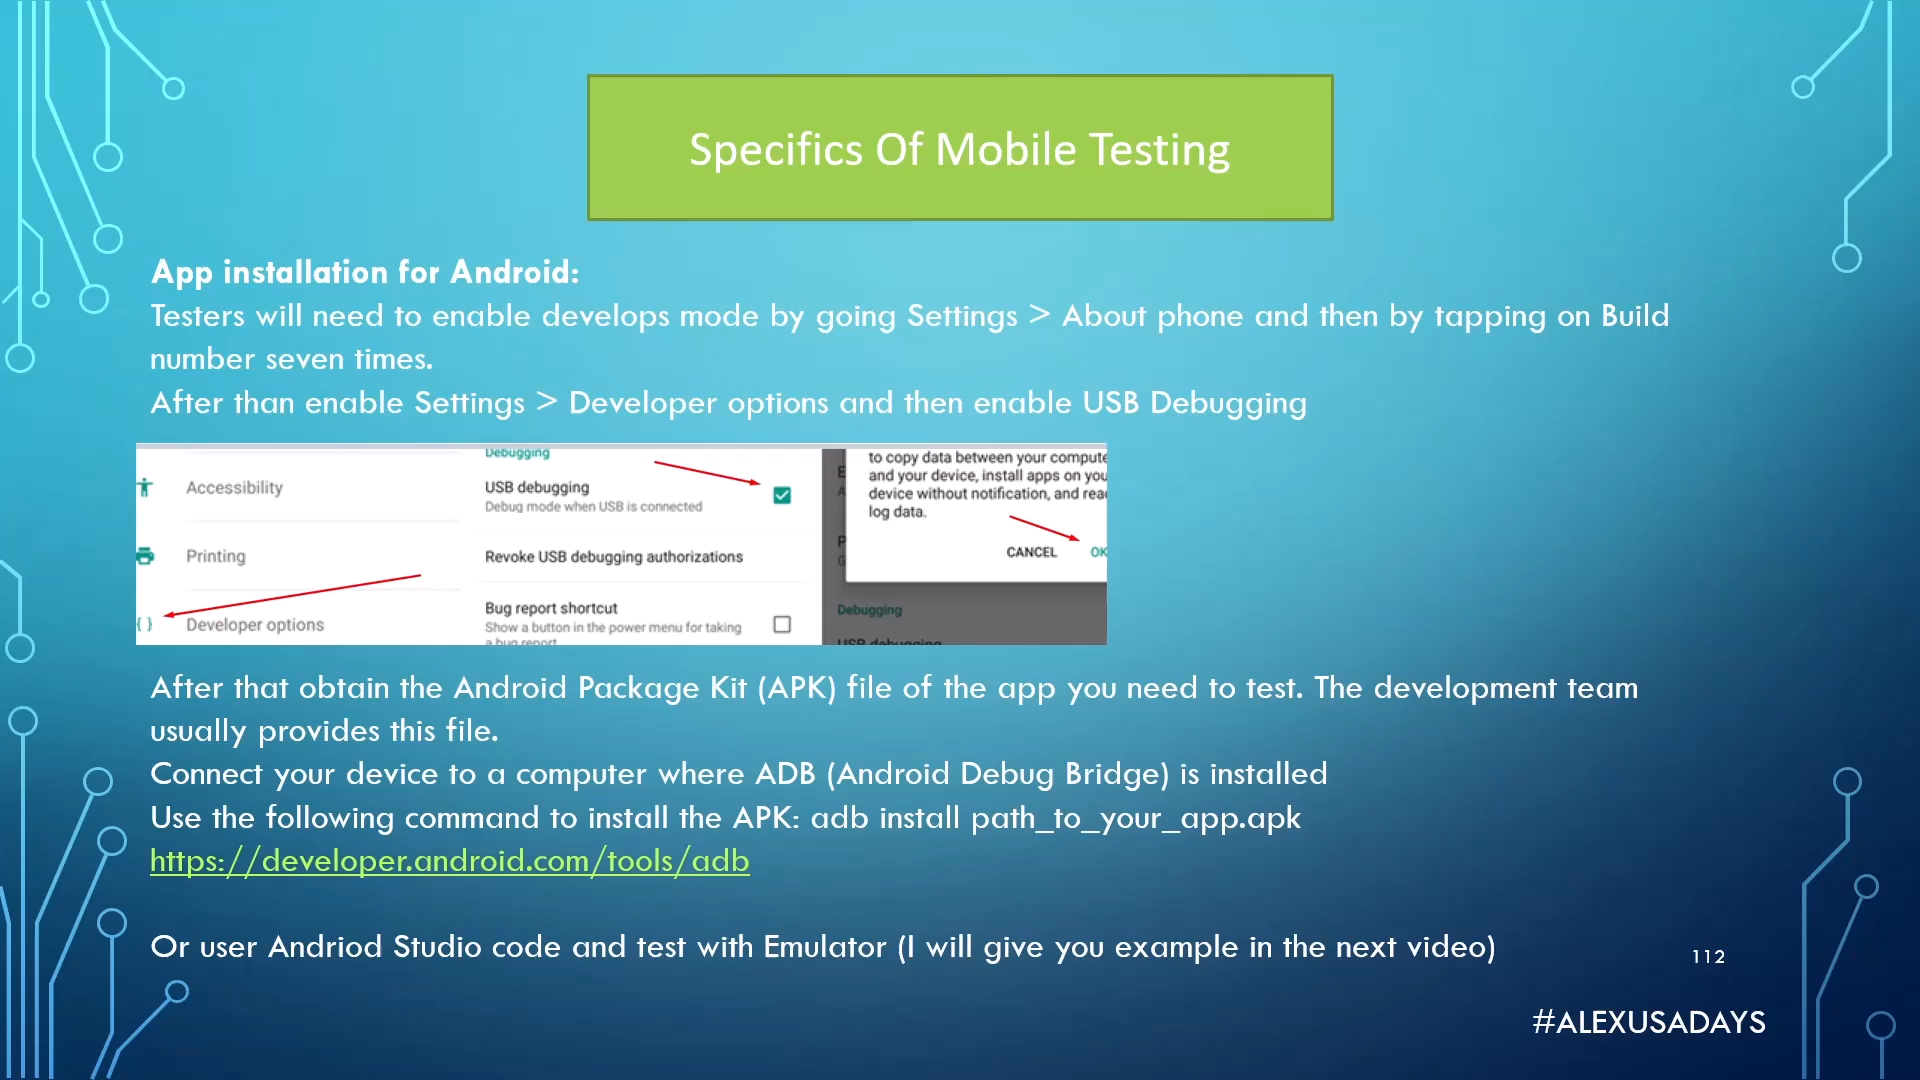 Specifics Of Mobile Testing
App installation for Android:
Testers will need to enable develops mode by going Settings > About phone and then by tapping on Build
number seven times.
After than enable Settings > Developer options and then enable USB Debugging
Accessibility
Printing
{ } Developer options
Debugging
USB debugging
Debug mode when USB is connected
Revoke USB debugging authorizations
Bug report shortcut
Show a button in the power menu for taking
a bug report
to copy data between your compute
and your device, install apps on you
device without notification, and rea
log data.
CANCEL OK
Debugging
USB debugging
After that obtain the Android Package Kit (APK) file of the app you need to test. The development team
usually provides this file.
Connect your device to a computer where ADB (Android Debug Bridge) is installed
Use the following command to install the APK: adb install path_to_your_app.apk
https://developer.android.com/tools/adb
Or user Andriod Studio code and test with Emulator (I will give you example in the next video)
112
#ALEXUSADAYS